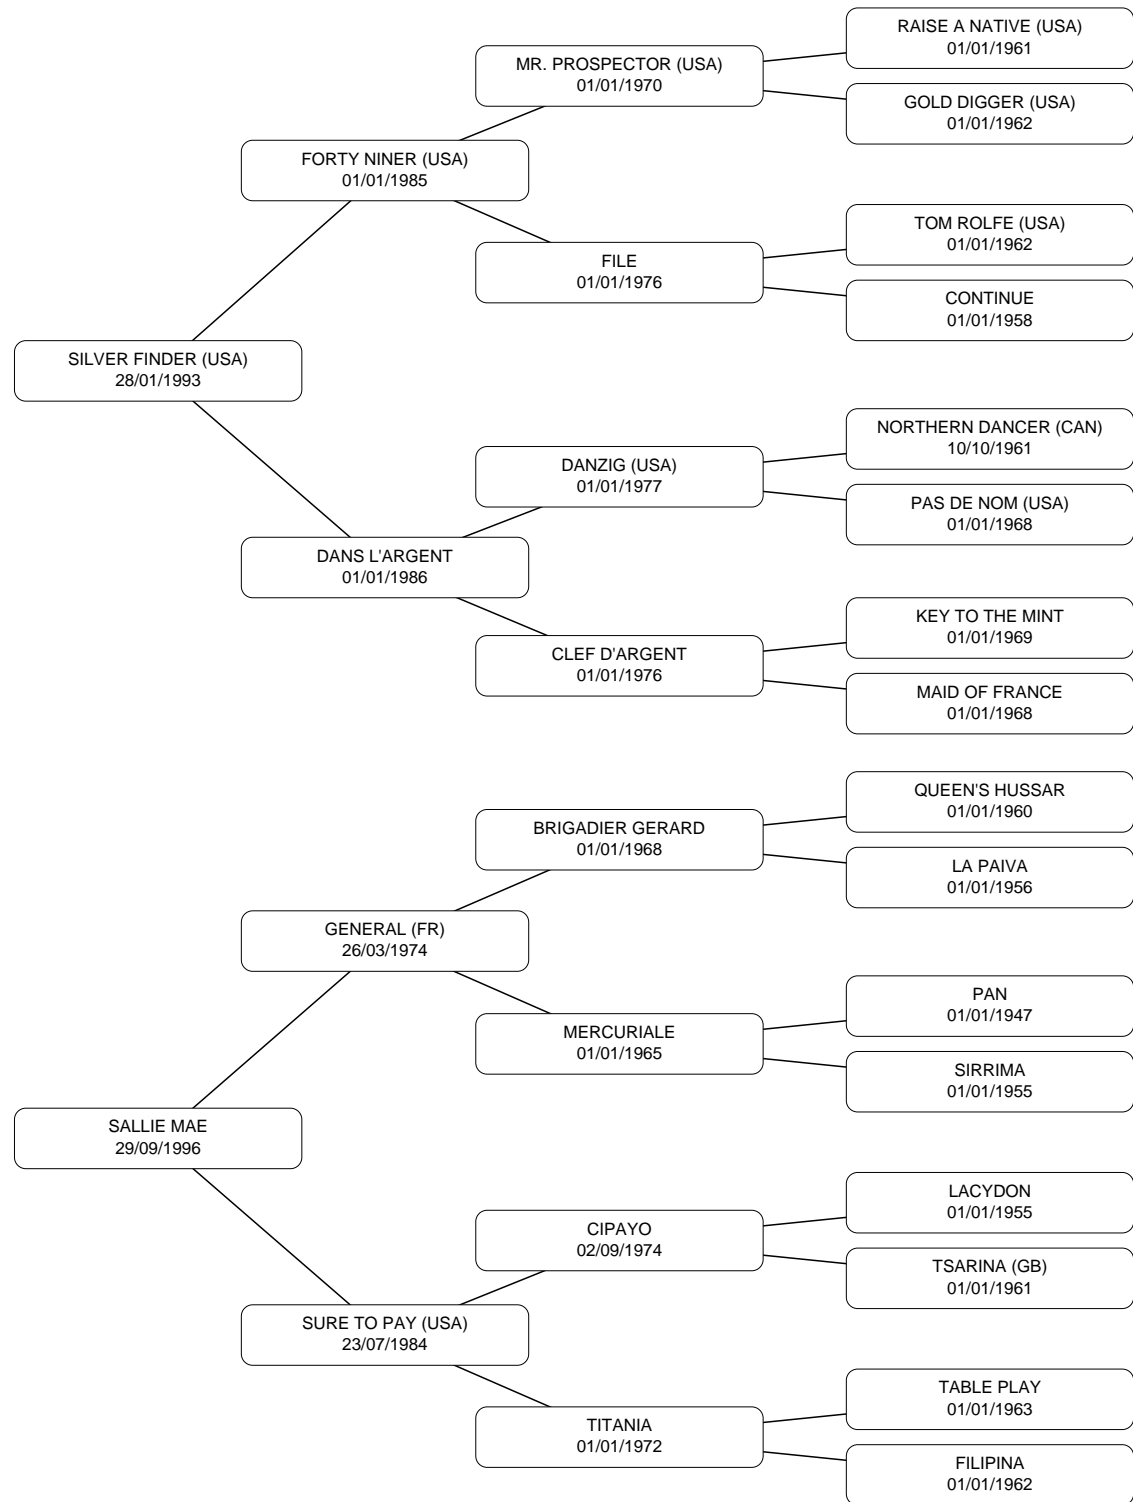 RAISE A NATIVE (USA)
01/01/1961
MR. PROSPECTOR (USA)
01/01/1970
GOLD DIGGER (USA)
01/01/1962
FORTY NINER (USA)
01/01/1985
TOM ROLFE (USA)
01/01/1962
FILE
01/01/1976
CONTINUE
01/01/1958
SILVER FINDER (USA)
28/01/1993
NORTHERN DANCER (CAN)
10/10/1961
DANZIG (USA)
01/01/1977
PAS DE NOM (USA)
01/01/1968
DANS L'ARGENT
01/01/1986
KEY TO THE MINT
01/01/1969
CLEF D'ARGENT
01/01/1976
MAID OF FRANCE
01/01/1968
QUEEN'S HUSSAR
01/01/1960
BRIGADIER GERARD
01/01/1968
LA PAIVA
01/01/1956
GENERAL (FR)
26/03/1974
PAN
01/01/1947
MERCURIALE
01/01/1965
SIRRIMA
01/01/1955
SALLIE MAE
29/09/1996
LACYDON
01/01/1955
CIPAYO
02/09/1974
TSARINA (GB)
01/01/1961
SURE TO PAY (USA)
23/07/1984
TABLE PLAY
01/01/1963
TITANIA
01/01/1972
FILIPINA
01/01/1962